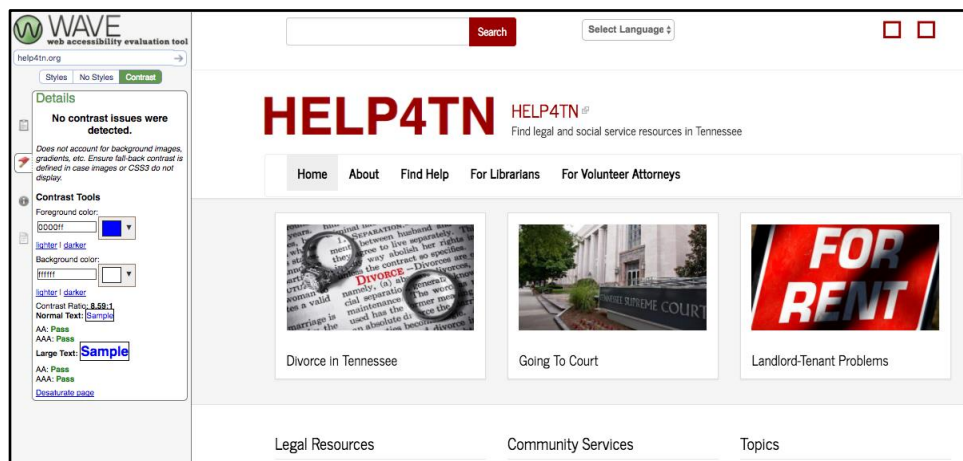 WAVE
web accessibility evaluation tool
help4tn.org
Styles No Styles Contrast
Details
No contrast issues were
detected.
Does not account for background images,
gradients, etc. Ensure fall-back contrast is
defined in case images or CSS3 do not
display.
Contrast Tools
Foreground color:
0000ff
lighter | darker
Background color:
ffffff
lighter | darker
Contrast Ratio: 8.59:1
Normal Text: Sample
AA: Pass
AAA: Pass
Large Text: Sample
AA: Pass
AAA: Pass
Desaturate page
Search
Select Language
HELP4TN
HELP4TN
Find legal and social service resources in Tennessee
Home About Find Help For Librarians For Volunteer Attorneys
DIVORCE
Divorce in Tennessee
TENNESSEE SUPREME COURT
Going To Court
FOR
RENT
Landlord-Tenant Problems
Legal Resources
Community Services
Topics